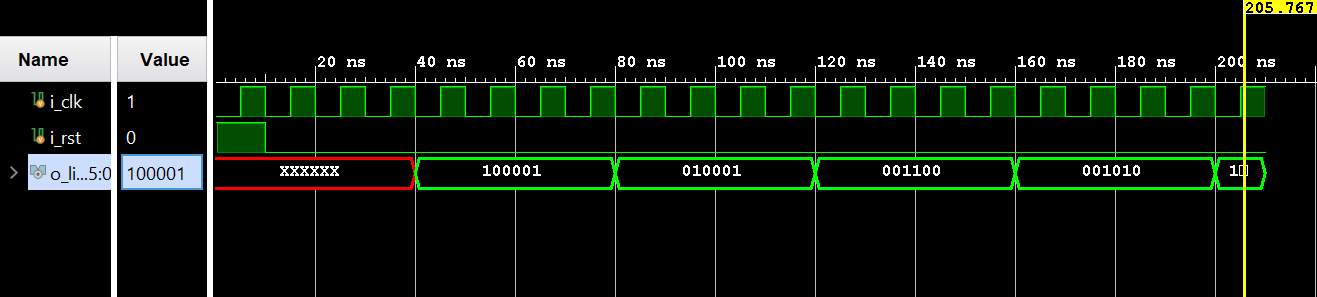 205.767
Name Value
20 ns 40 ns 60 ns 80 ns 100 ns 120 ns 140 ns 160 ns 180 ns 200 ns
i_clk 1
i_rst 0
o_li...5:0 100001 XXXXXX 100001 010001 001100 001010 1